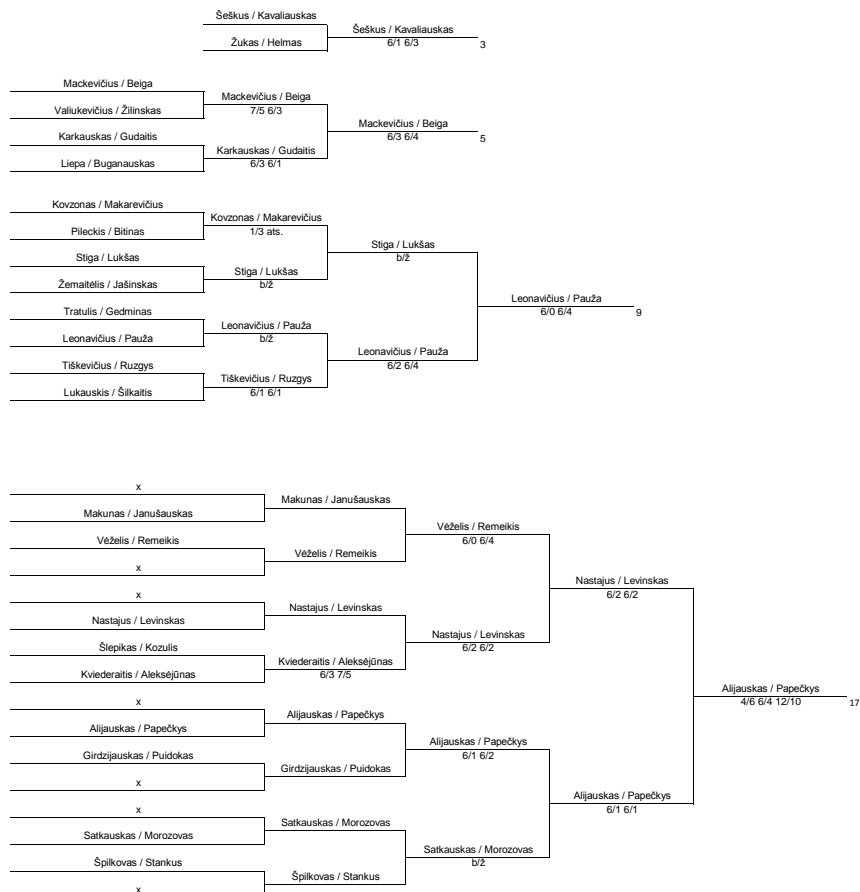 Šeškus / Kavaliauskas
Šeškus / Kavaliauskas
Žukas / Helmas
6/1 6/3
3
Mackevičius / Beiga
Mackevičius / Beiga
Valiukevičius / Žilinskas
7/5 6/3
Mackevičius / Beiga
Karkauskas / Gudaitis
6/3 6/4
5
Karkauskas / Gudaitis
Liepa / Buganauskas
6/3 6/1
Kovzonas / Makarevičius
Kovzonas / Makarevičius
Pileckis / Bitinas
1/3 ats.
Stiga / Lukšas
Stiga / Lukšas
b/ž
Stiga / Lukšas
Žemaitėlis / Jašinskas
b/ž
Leonavičius / Pauža
Tratulis / Gedminas
6/0 6/4
9
Leonavičius / Pauža
Leonavičius / Pauža
b/ž
Leonavičius / Pauža
Tiškevičius / Ruzgys
6/2 6/4
Tiškevičius / Ruzgys
Lukauskis / Šilkaitis
6/1 6/1
x
Makunas / Janušauskas
Makunas / Janušauskas
Vėželis / Remeikis
Vėželis / Remeikis
6/0 6/4
Vėželis / Remeikis
x
Nastajus / Levinskas
x
6/2 6/2
Nastajus / Levinskas
Nastajus / Levinskas
Nastajus / Levinskas
Šlepikas / Kozulis
6/2 6/2
Kviederaitis / Aleksėjūnas
Kviederaitis / Aleksėjūnas
6/3 7/5
Alijauskas / Papečkys
x
4/6 6/4 12/10
17
Alijauskas / Papečkys
Alijauskas / Papečkys
Alijauskas / Papečkys
Girdzijauskas / Puidokas
6/1 6/2
Girdzijauskas / Puidokas
x
Alijauskas / Papečkys
x
6/1 6/1
Satkauskas / Morozovas
Satkauskas / Morozovas
Satkauskas / Morozovas
Špilkovas / Stankus
b/ž
Špilkovas / Stankus
x